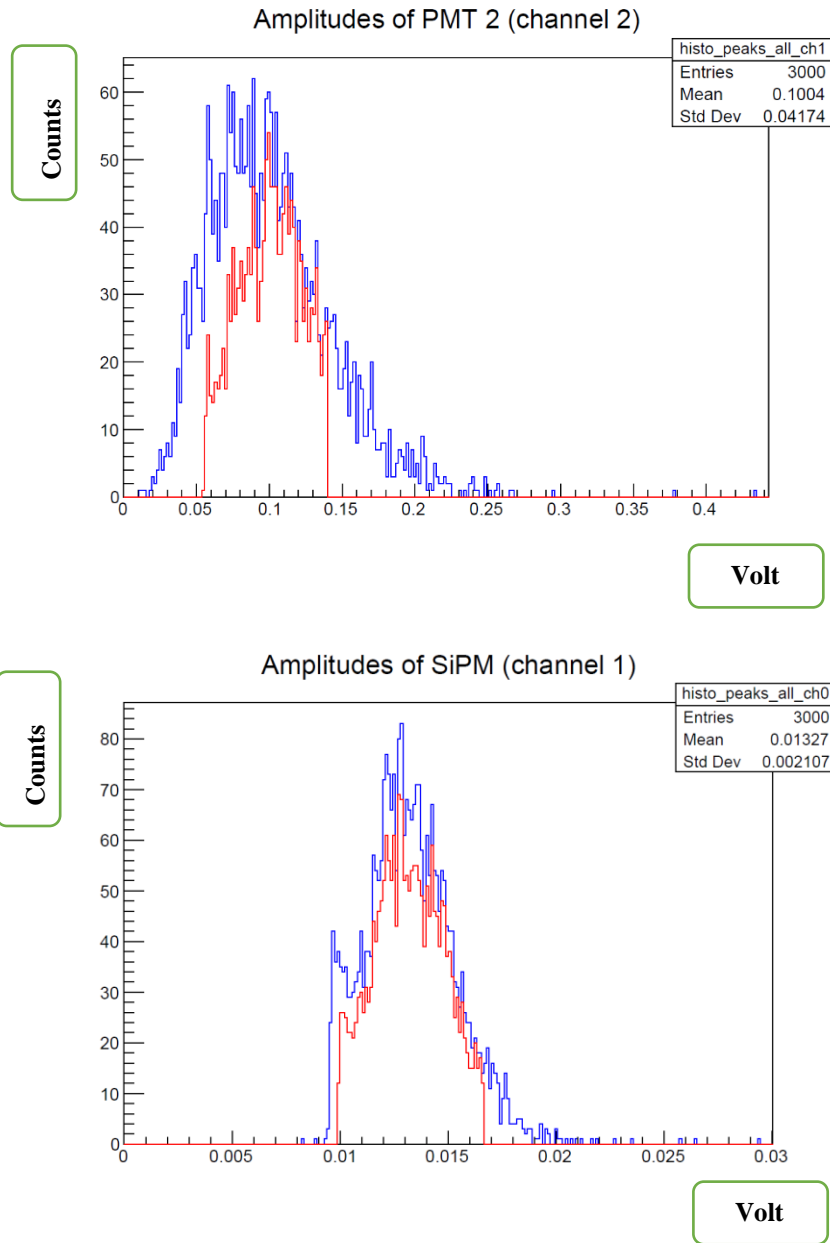 Amplitudes of PMT 2 (channel 2)
histo_peaks_all_ch1
Entries 3000
Mean 0.1004
Std Dev 0.04174
Counts
60
50
40
30
20
10
0
0 0.05 0.1 0.15 0.2 0.25 0.3 0.35 0.4
Volt
Amplitudes of SiPM (channel 1)
histo_peaks_all_ch0
Entries 3000
Mean 0.01327
Std Dev 0.002107
Counts
80
70
60
50
40
30
20
10
0
0 0.005 0.01 0.015 0.02 0.025 0.03
Volt